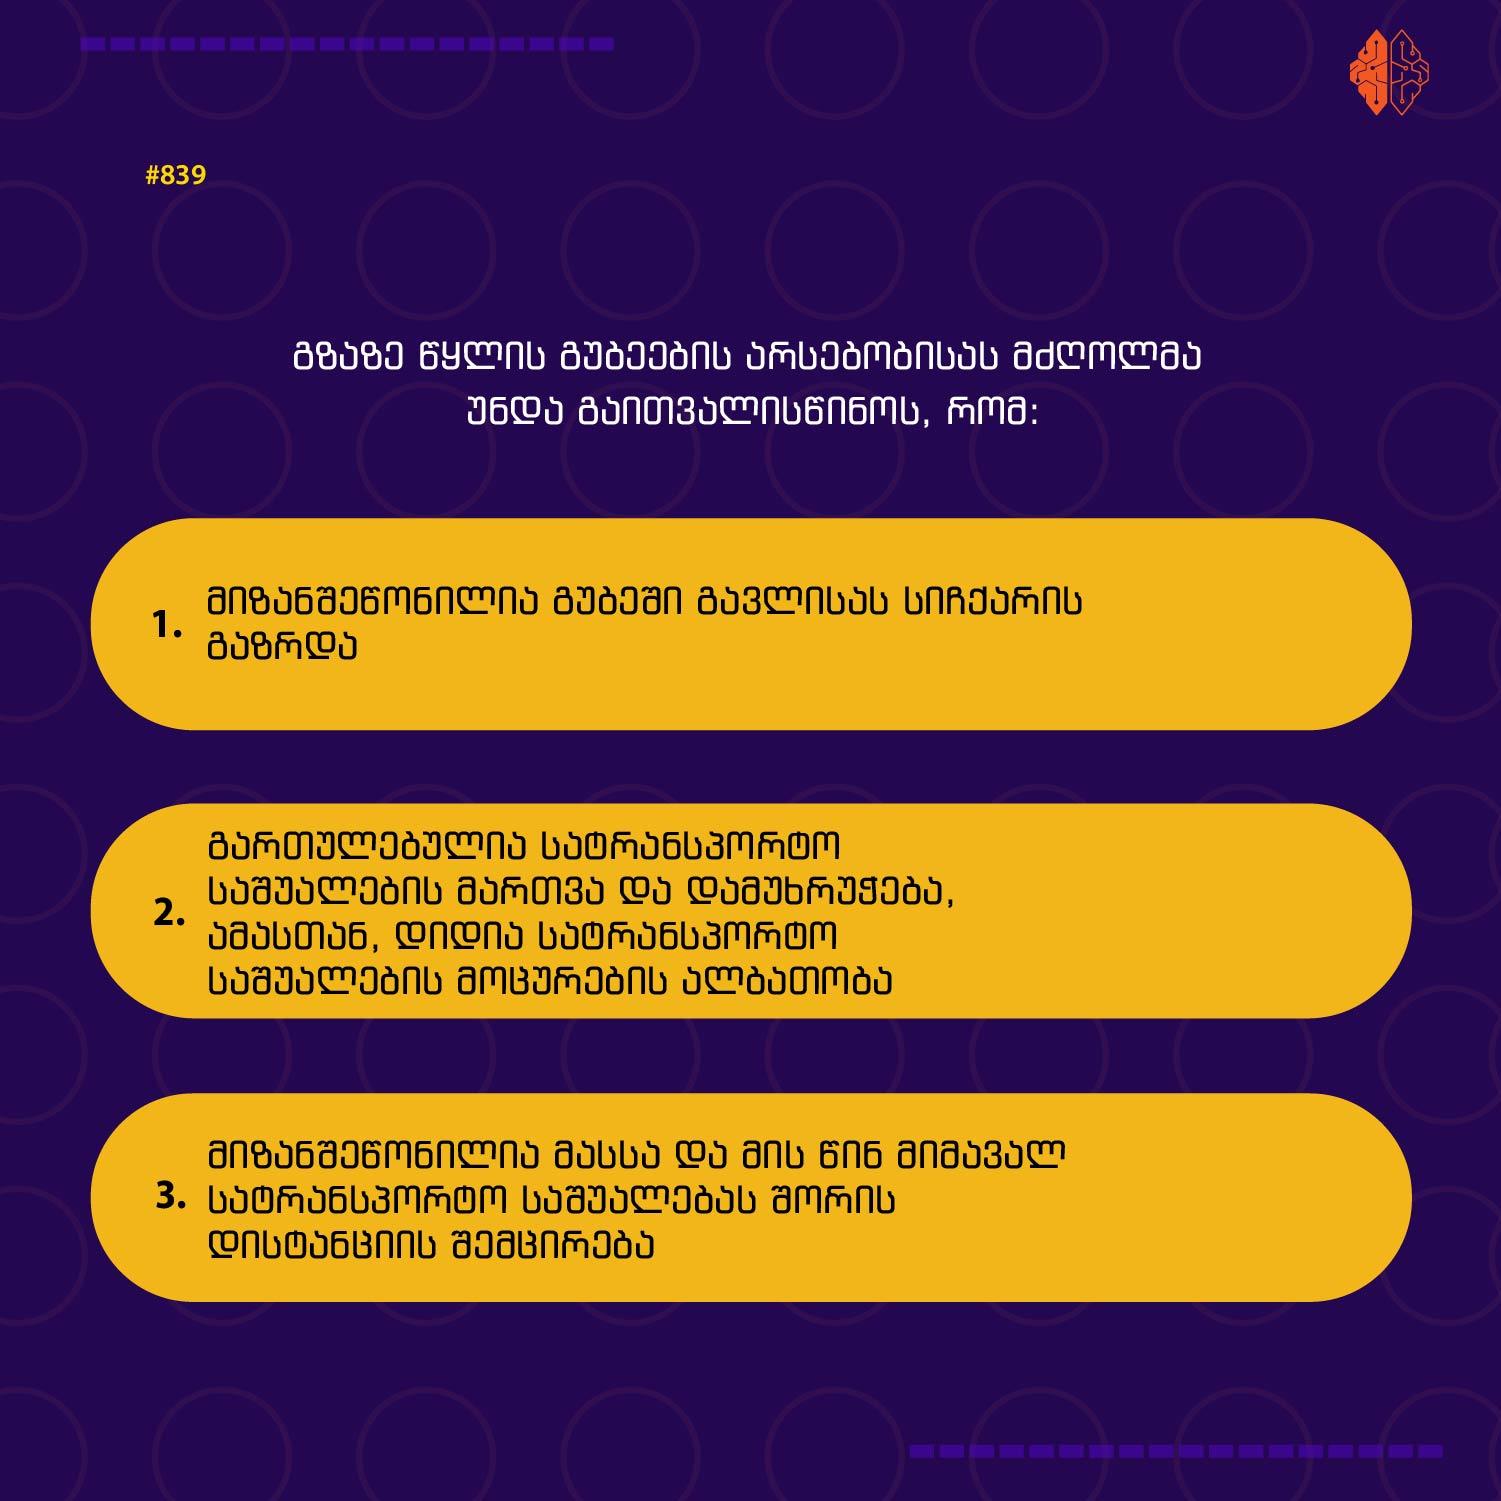 #839
გზაზე წყლის გუბეების არსებობისას მძღოლმა
უნდა გაითვალისწინოს, რომ:
1. მიზანშეწონილია გუბეში გავლისას სიჩქარის
გაზრდა
2. გართულებულია სატრანსპორტო
საშუალების მართვა და დამუხრუჭება,
ამასთან, დიდია სატრანსპორტო
საშუალების მოცურების ალბათობა
3. მიზანშეწონილია მასსა და მის წინ მიმავალ
სატრანსპორტო საშუალებას შორის
დისტანციის შემცირება